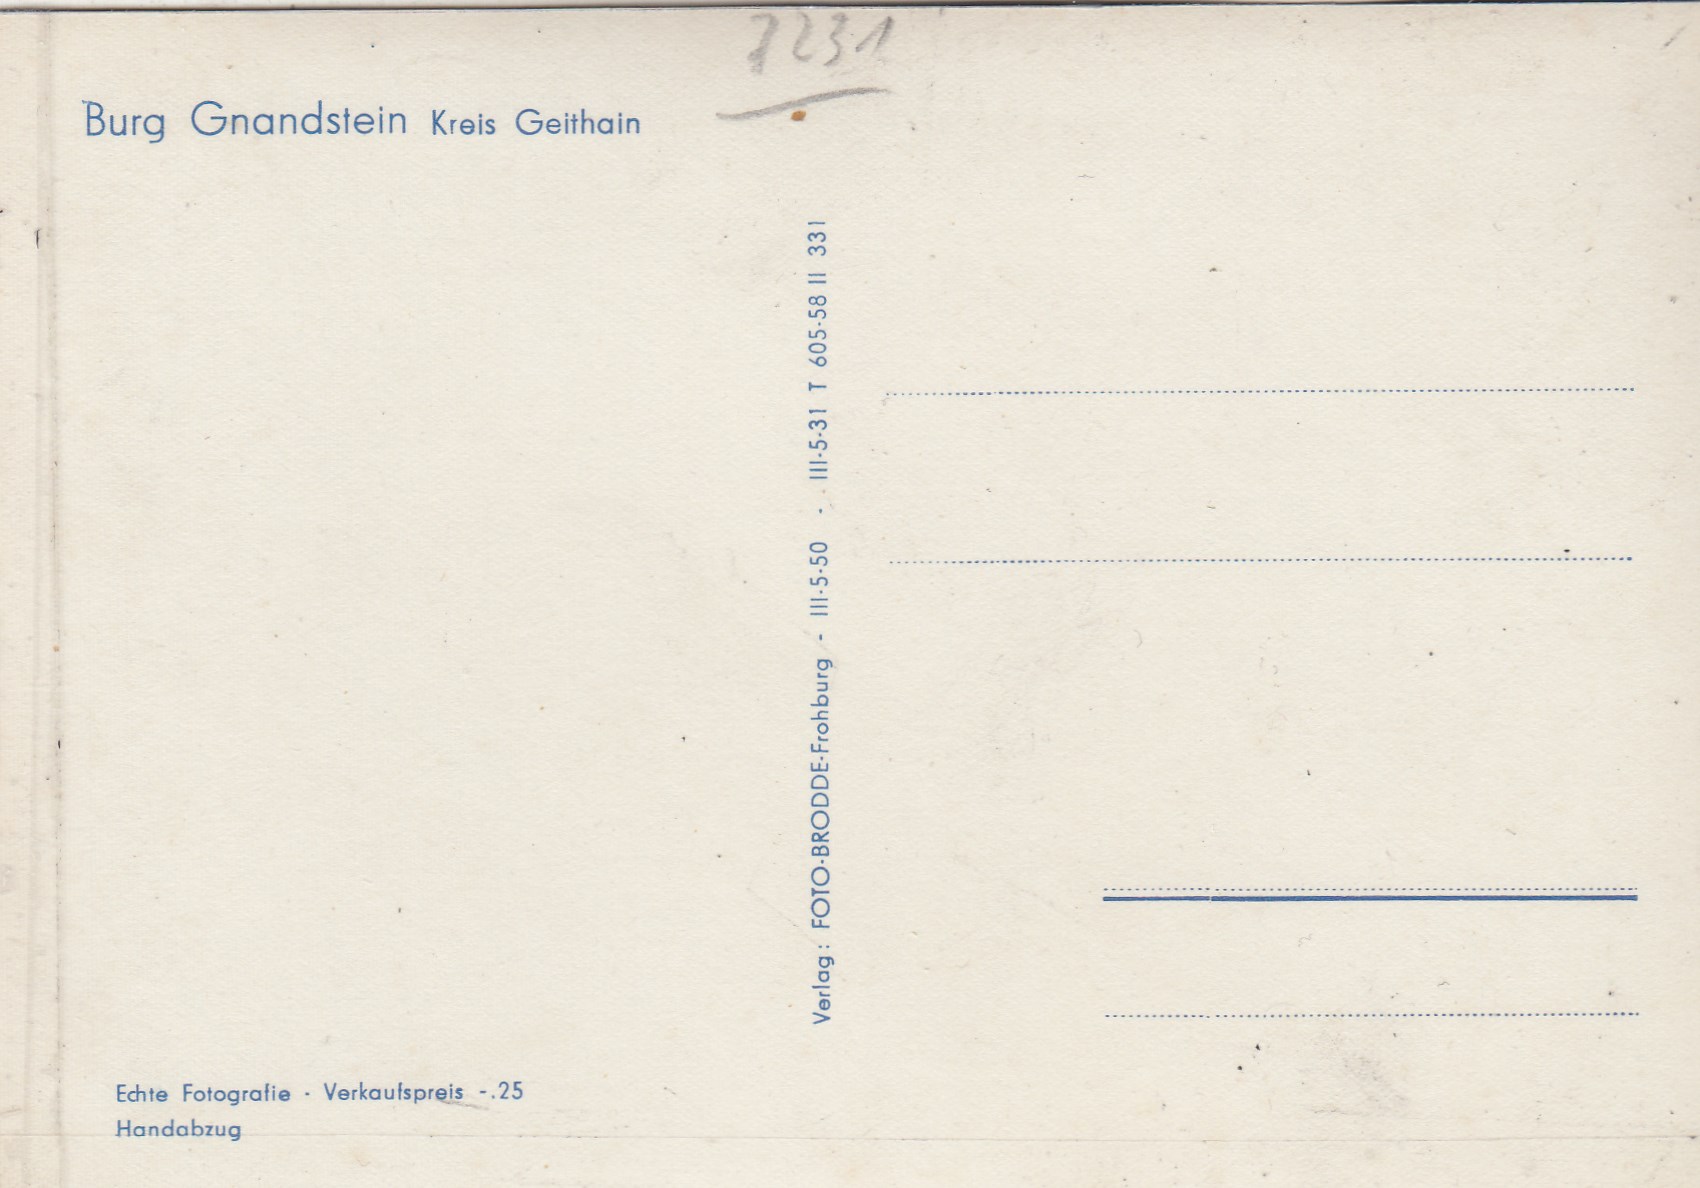 7231
Burg Gnandstein Kreis Geithain
Verlag: FOTO-BRODDE-Frohburg - III-5-50 · III-5-31 T 605-58 II 331
Echte Fotografie · Verkaufspreis -.25
Handabzug